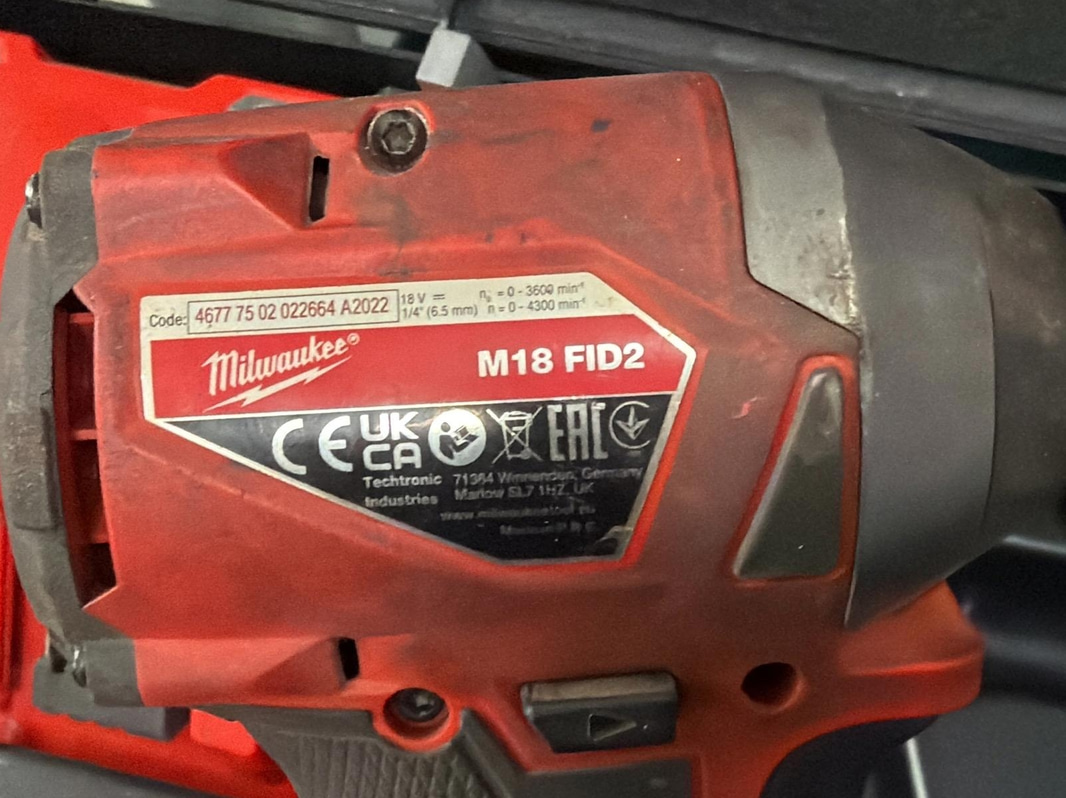 Code: 4677 75 02 022664 A2022
18 V n₀ = 0 - 3600 min⁻¹
1/4" (6.5 mm) n = 0 - 4300 min⁻¹
Milwaukee®
M18 FID2
CE UK CA EAC
Techtronic 71364 Winnenden, Germany
Industries Marlow SL7 1HZ, UK